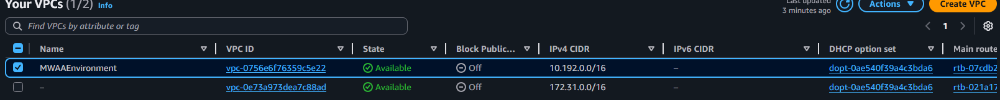 Your VPCs (1/2) Info
Last updated
3 minutes ago
Actions
Create VPC
Find VPCs by attribute or tag
1
Name VPC ID State Block Public... IPv4 CIDR IPv6 CIDR DHCP option set Main route
MWAAEnvironment vpc-0756e6f76359c5e22 Available Off 10.192.0.0/16 – dopt-0ae540f39a4c3bda6 rtb-07cdb2
– vpc-0e73a973dea7c88ad Available Off 172.31.0.0/16 – dopt-0ae540f39a4c3bda6 rtb-021a17